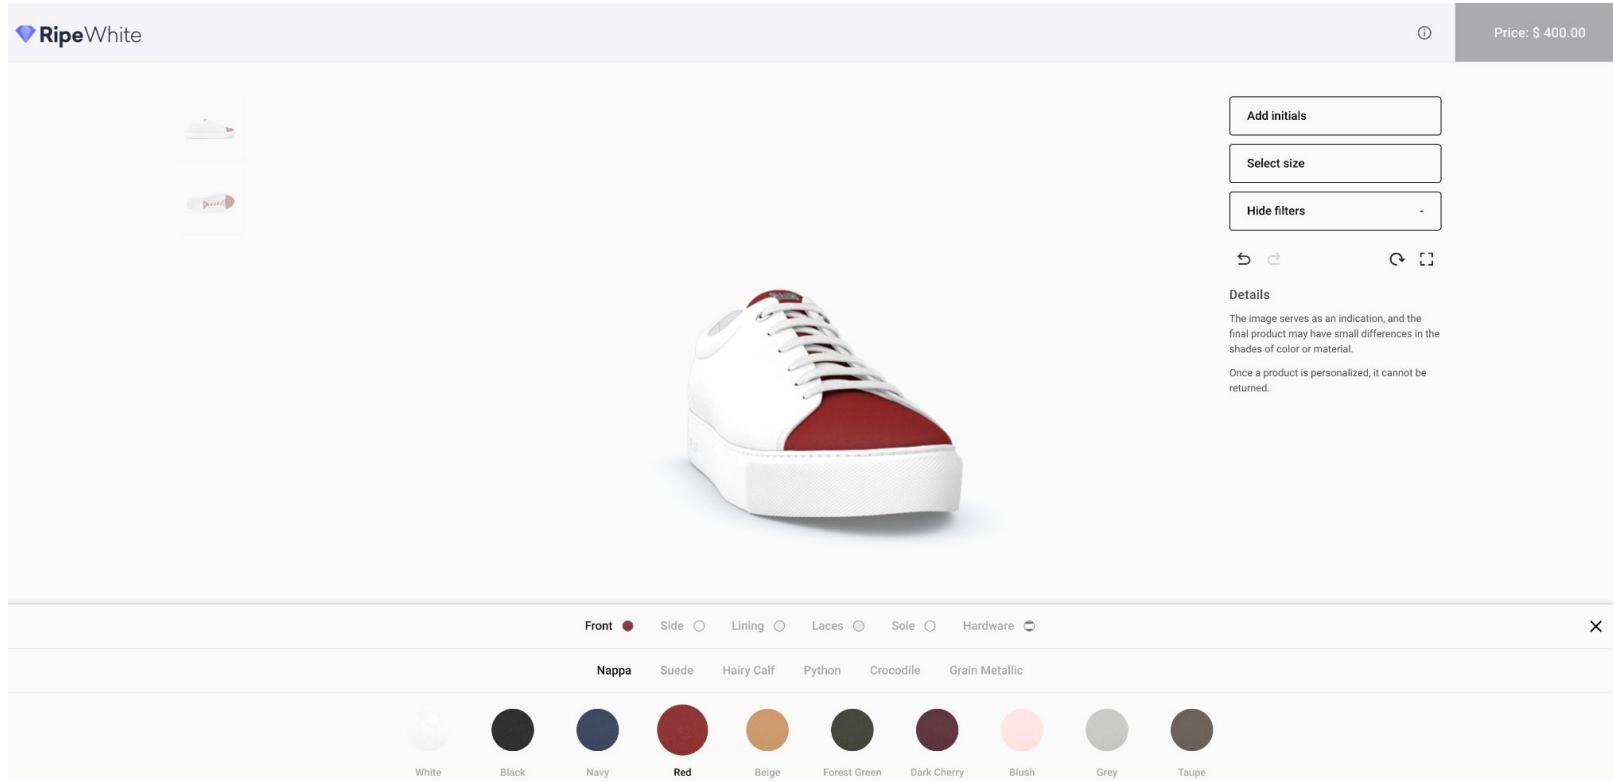 RipeWhite
Price: $ 400.00
Add initials
Select size
Hide filters -
Details
The image serves as an indication, and the
final product may have small differences in the
shades of color or material.
Once a product is personalized, it cannot be
returned.
Front Side Lining Laces Sole Hardware
Nappa Suede Hairy Calf Python Crocodile Grain Metallic
White Black Navy Red Beige Forest Green Dark Cherry Blush Grey Taupe